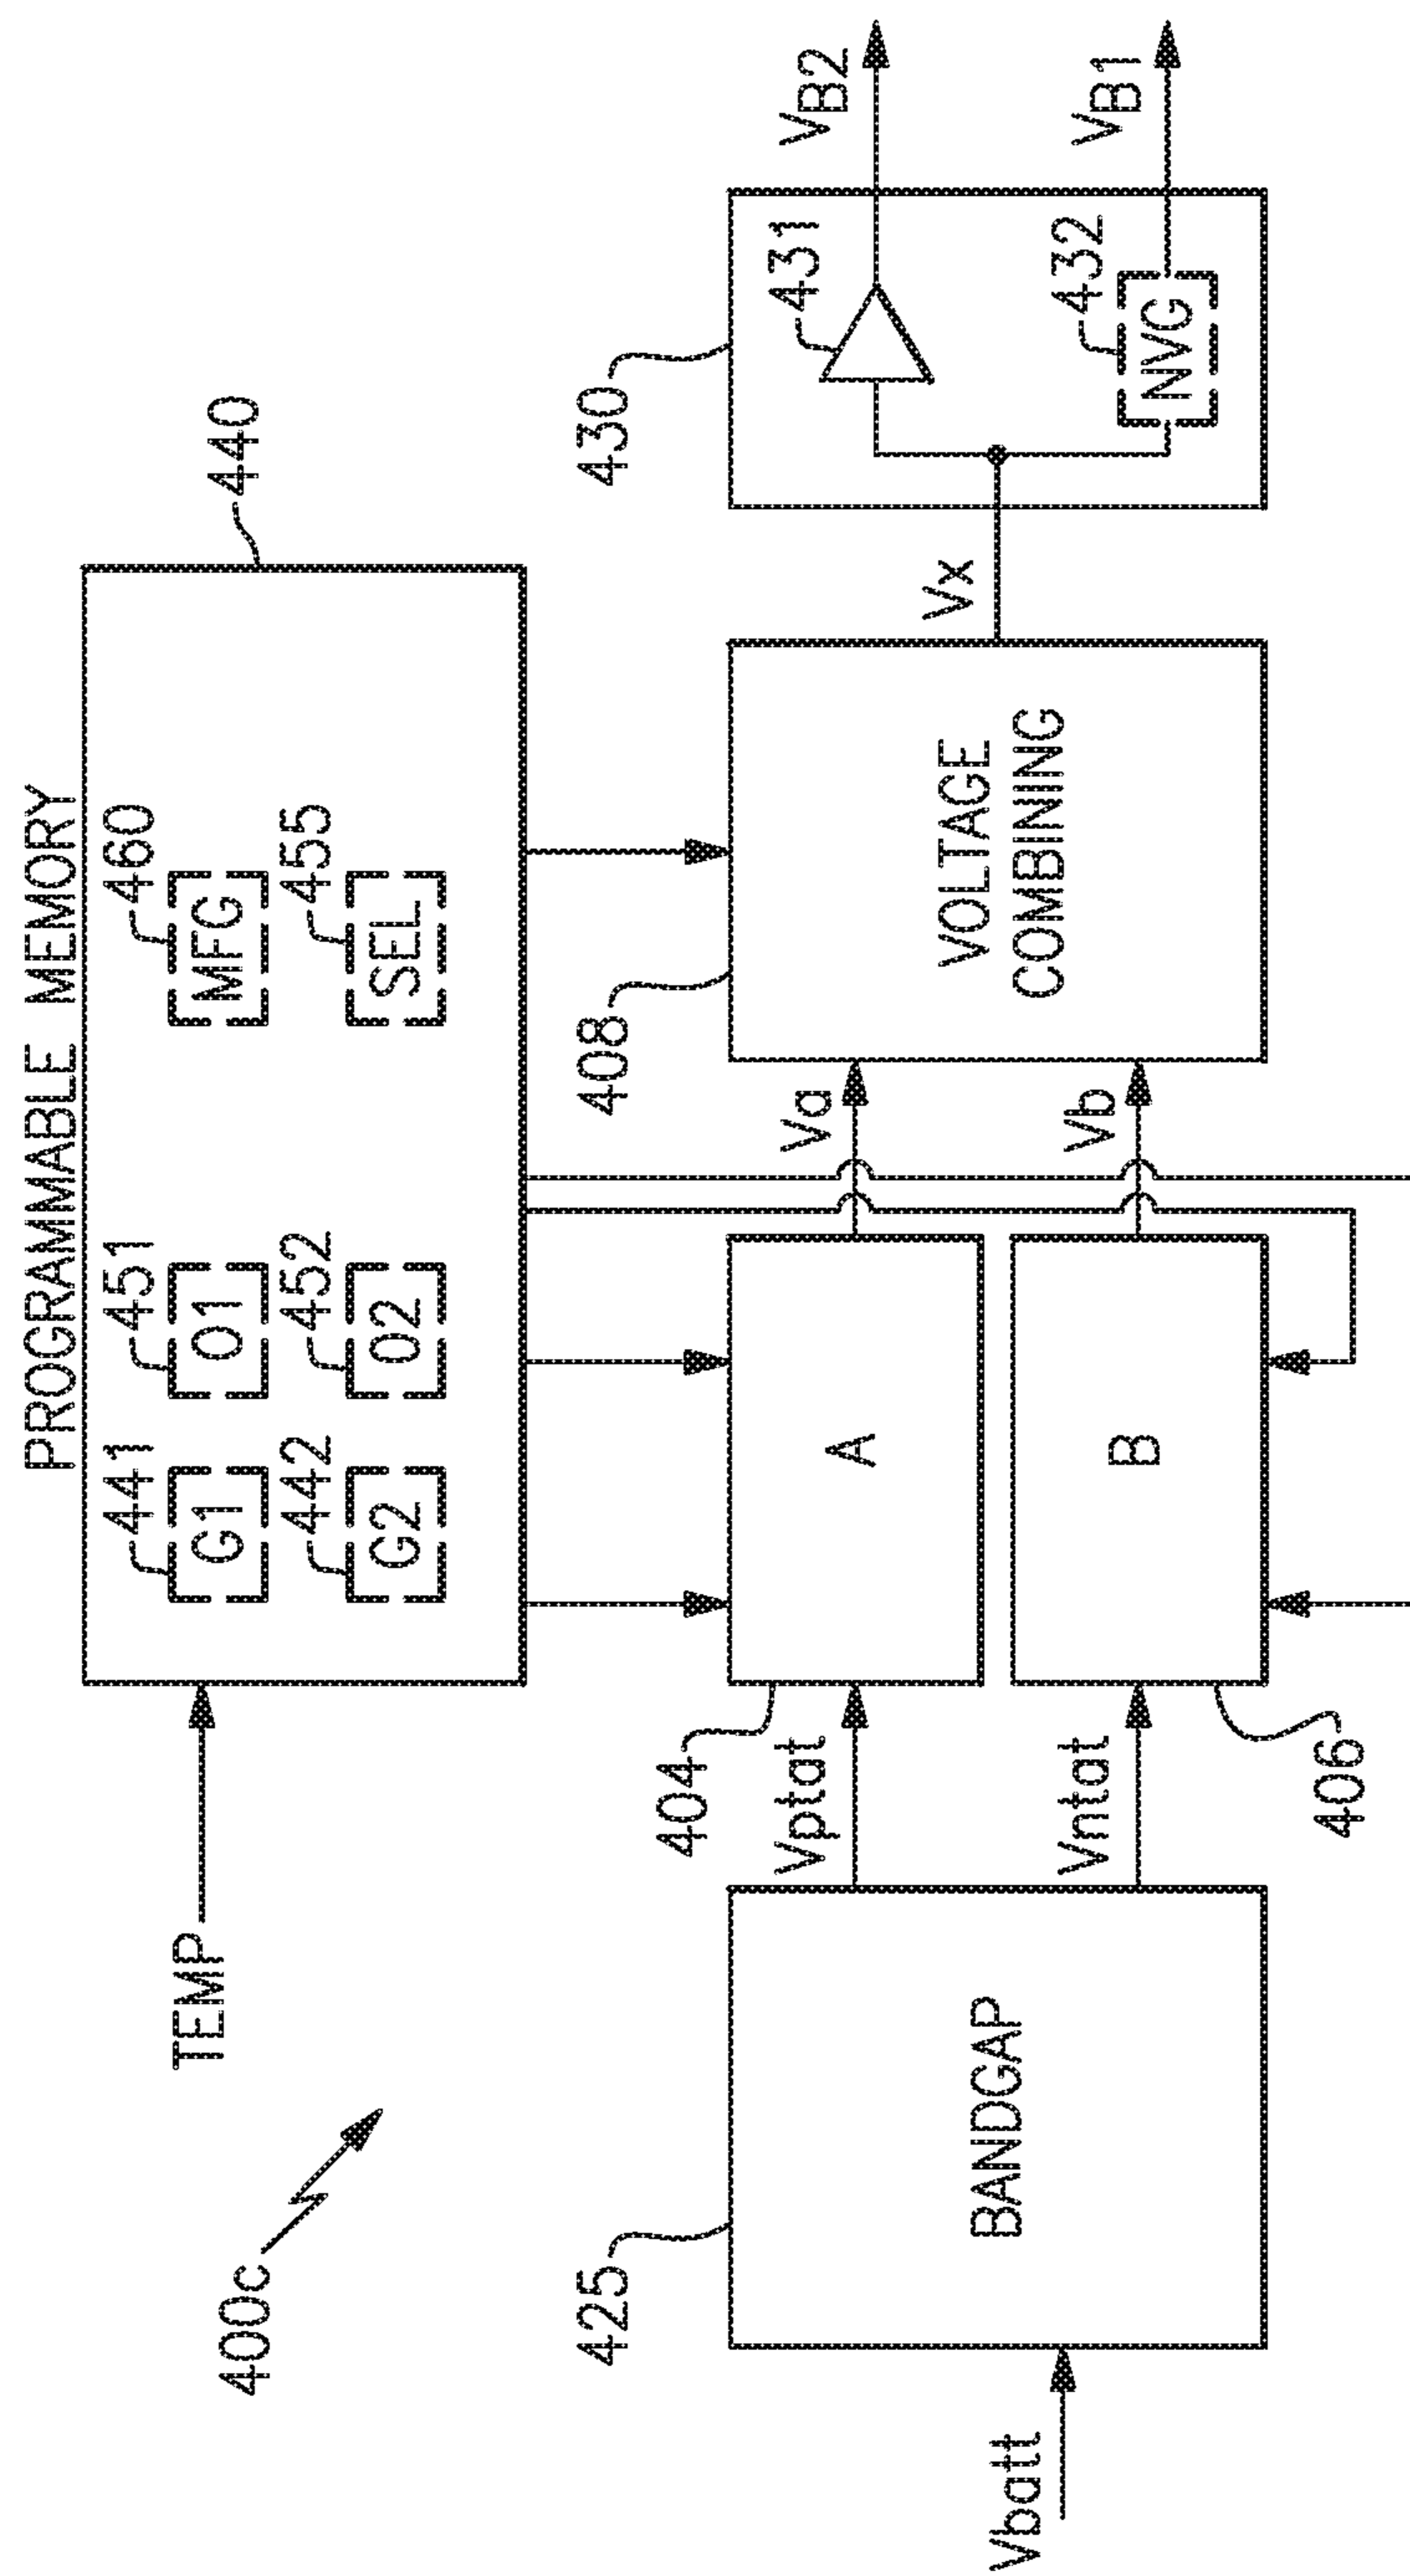 PROGRAMMABLE MEMORY
440
441
451
460
G1
O1
MFG
442
452
455
G2
O2
SEL
TEMP
400c
425
404
408
430
431
VB2
Vptat
A
Va
Vx
BANDGAP
VOLTAGE
COMBINING
Vbatt
Vntat
B
Vb
432
NVG
VB1
406